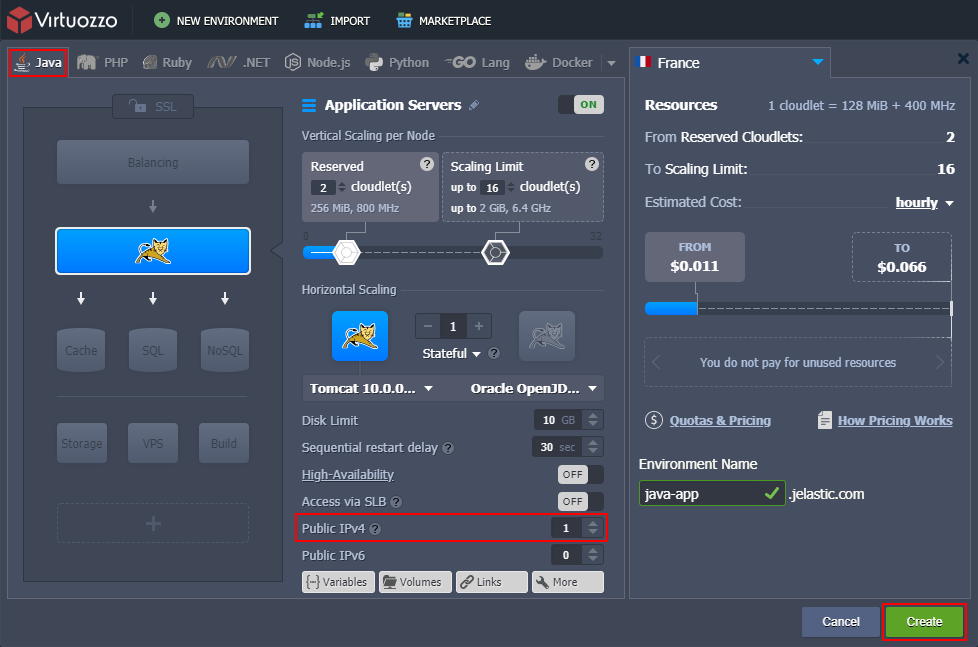 Virtuozzo
NEW ENVIRONMENT
IMPORT
MARKETPLACE
Java
PHP
Ruby
.NET
Node.js
Python
Lang
Docker
SSL
Balancing
Cache
SQL
NoSQL
Storage
VPS
Build
Application Servers
ON
Vertical Scaling per Node
Reserved
?
2 cloudlet(s)
256 MiB, 800 MHz
Scaling Limit
?
up to 16 cloudlet(s)
up to 2 GiB, 6.4 GHz
0
32
Horizontal Scaling
1
Stateful ?
Tomcat 10.0.0...
Oracle OpenJD...
Disk Limit
10 GB
Sequential restart delay ?
30 sec
High-Availability
OFF
Access via SLB ?
OFF
Public IPv4 ?
1
Public IPv6
0
Variables
Volumes
Links
More
France
Resources
1 cloudlet = 128 MiB + 400 MHz
From Reserved Cloudlets: 2
To Scaling Limit: 16
Estimated Cost: hourly
FROM
$0.011
TO
$0.066
You do not pay for unused resources
$ Quotas & Pricing
How Pricing Works
Environment Name
java-app
.jelastic.com
Cancel
Create